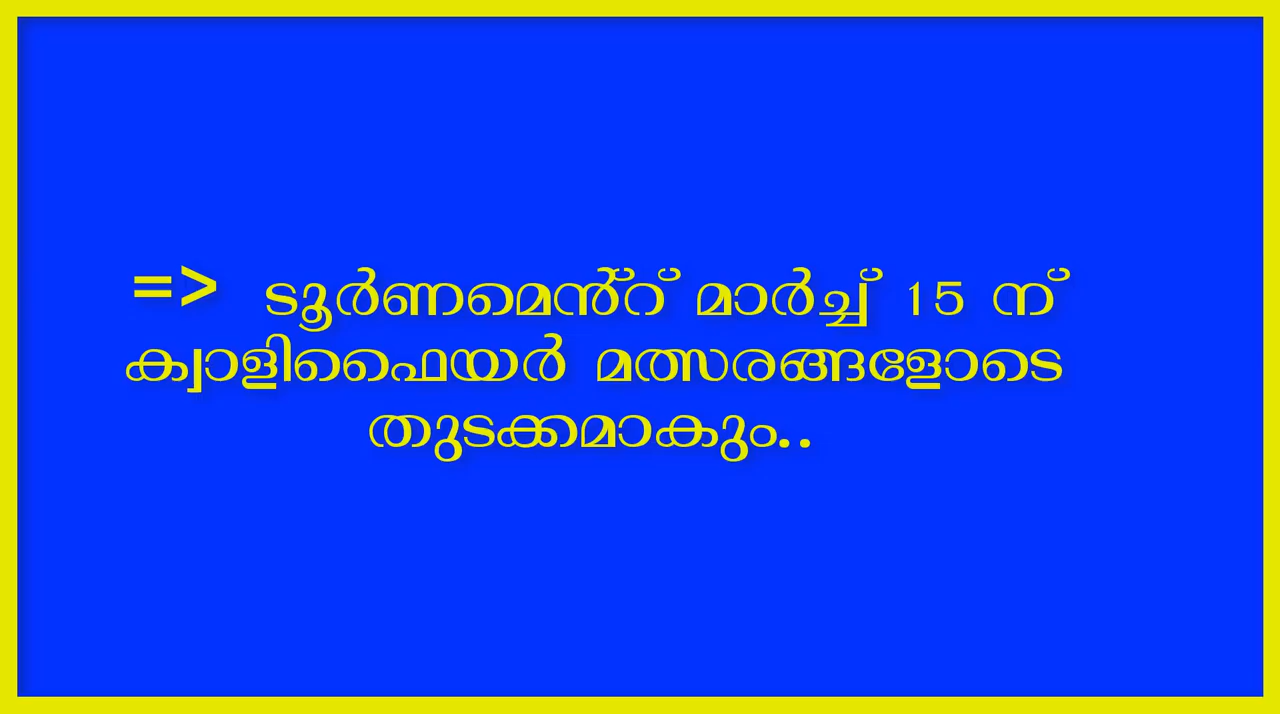 => ടൂർണമെൻ്റ് മാർച്ച് 15 ന്
ക്വാളിഫൈയർ മത്സരങ്ങളോടെ
തുടക്കമാകും..